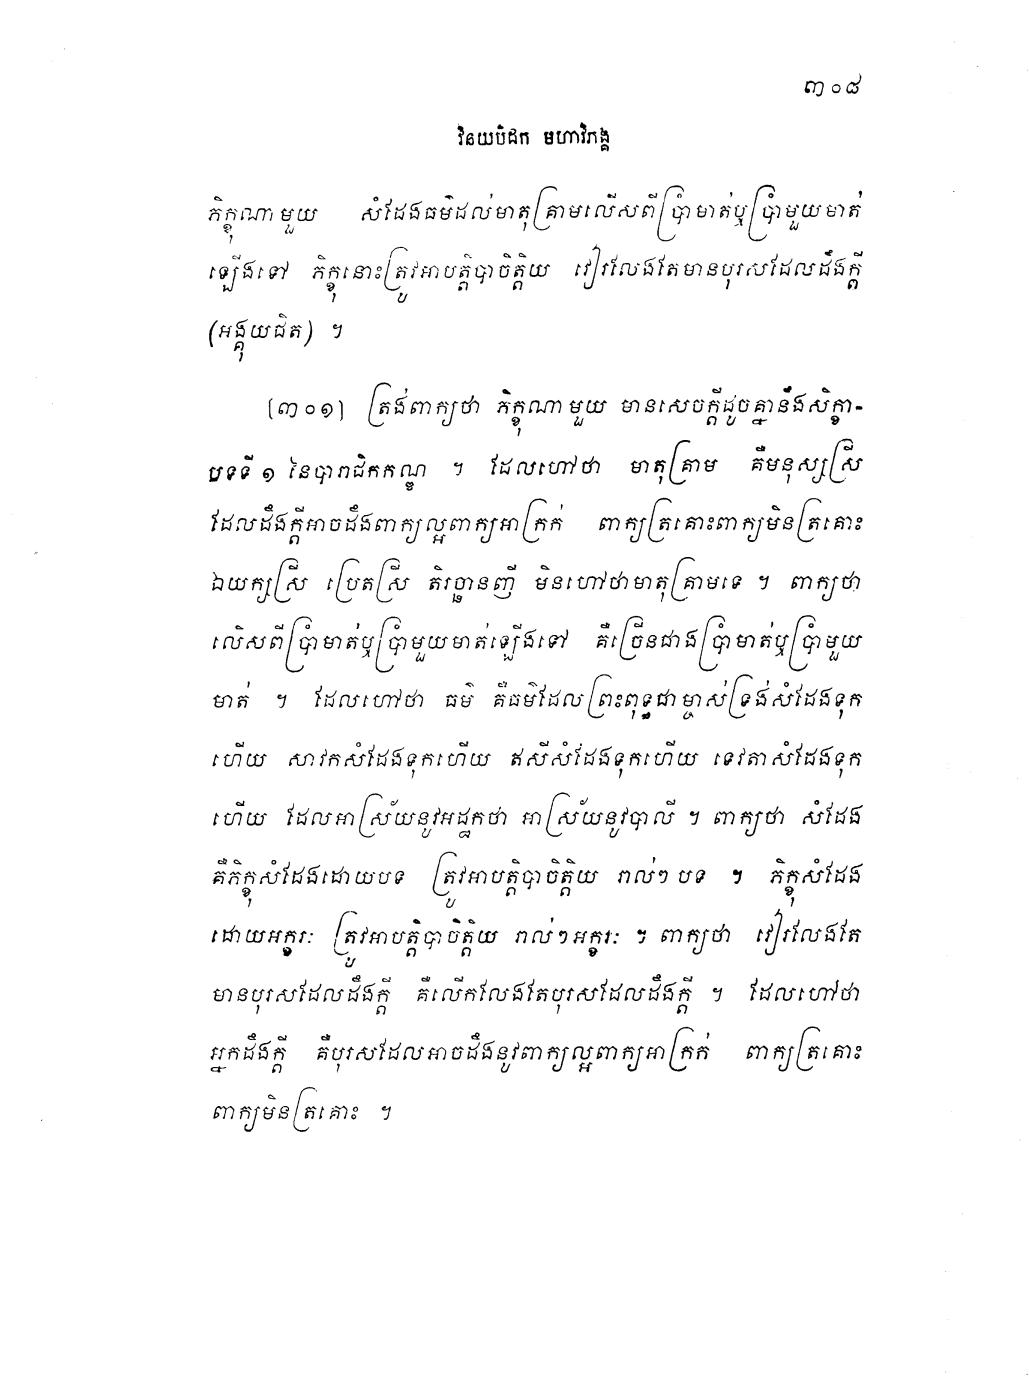 ៣០៨
វិនយបិដក មហាវិភង្គ
ភិក្ខុណាមួយ សំដែងធម៌ដល់មាតុគ្រាមលើសពីប្រាំមាត់ឬប្រាំមួយមាត់
ឡើងទៅ ភិក្ខុនោះត្រូវអាបត្តិបាចិត្តិយ វៀរលែងតែមានបុរសដែលដឹងក្តី
(អង្គុយជិត) ។
[៣០១] ត្រង់ពាក្យថា ភិក្ខុណាមួយ មានសេចក្តីដូចគ្នានឹងសិក្ខា-
បទទី ១ នៃបារាជិកកណ្ឌ ។ ដែលហៅថា មាតុគ្រាម គឺមនុស្សស្រី
ដែលដឹងក្តីអាចដឹងពាក្យល្អពាក្យអាក្រក់ ពាក្យត្រគោះពាក្យមិនត្រគោះ
ឯយក្សស្រី ប្រេតស្រី តិរច្ឆានញី មិនហៅថាមាតុគ្រាមទេ ។ ពាក្យថា
លើសពីប្រាំមាត់ឬប្រាំមួយមាត់ឡើងទៅ គឺច្រើនជាងប្រាំមាត់ឬប្រាំមួយ
មាត់ ។ ដែលហៅថា ធម៌ គឺធម៌ដែលព្រះពុទ្ធជាម្ចាស់ទ្រង់សំដែងទុក
ហើយ សាវកសំដែងទុកហើយ ឥសីសំដែងទុកហើយ ទេវតាសំដែងទុក
ហើយ ដែលអាស្រ័យនូវអដ្ឋកថា អាស្រ័យនូវបាលី ។ ពាក្យថា សំដែង
គឺភិក្ខុសំដែងដោយបទ ត្រូវអាបត្តិបាចិត្តិយ រាល់ៗ បទ ។ ភិក្ខុសំដែង
ដោយអក្ខរៈ ត្រូវអាបត្តិបាចិត្តិយ រាល់ៗអក្ខរៈ ។ ពាក្យថា វៀរលែងតែ
មានបុរសដែលដឹងក្តី គឺលើកលែងតែបុរសដែលដឹងក្តី ។ ដែលហៅថា
អ្នកដឹងក្តី គឺបុរសដែលអាចដឹងនូវពាក្យល្អពាក្យអាក្រក់ ពាក្យត្រគោះ
ពាក្យមិនត្រគោះ ។